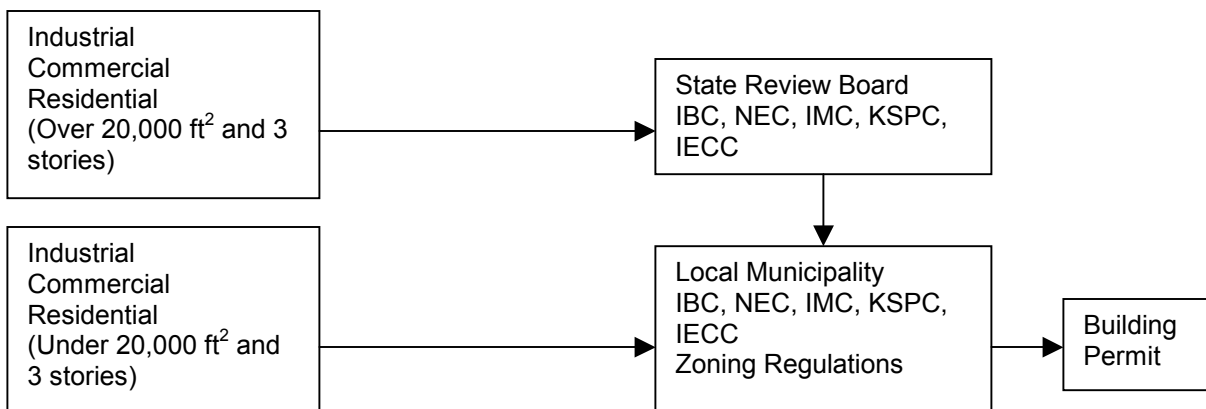 Industrial
Commercial
Residential
(Over 20,000 ft² and 3
stories)
State Review Board
IBC, NEC, IMC, KSPC,
IECC
Industrial
Commercial
Residential
(Under 20,000 ft² and
3 stories)
Local Municipality
IBC, NEC, IMC, KSPC,
IECC
Zoning Regulations
Building
Permit